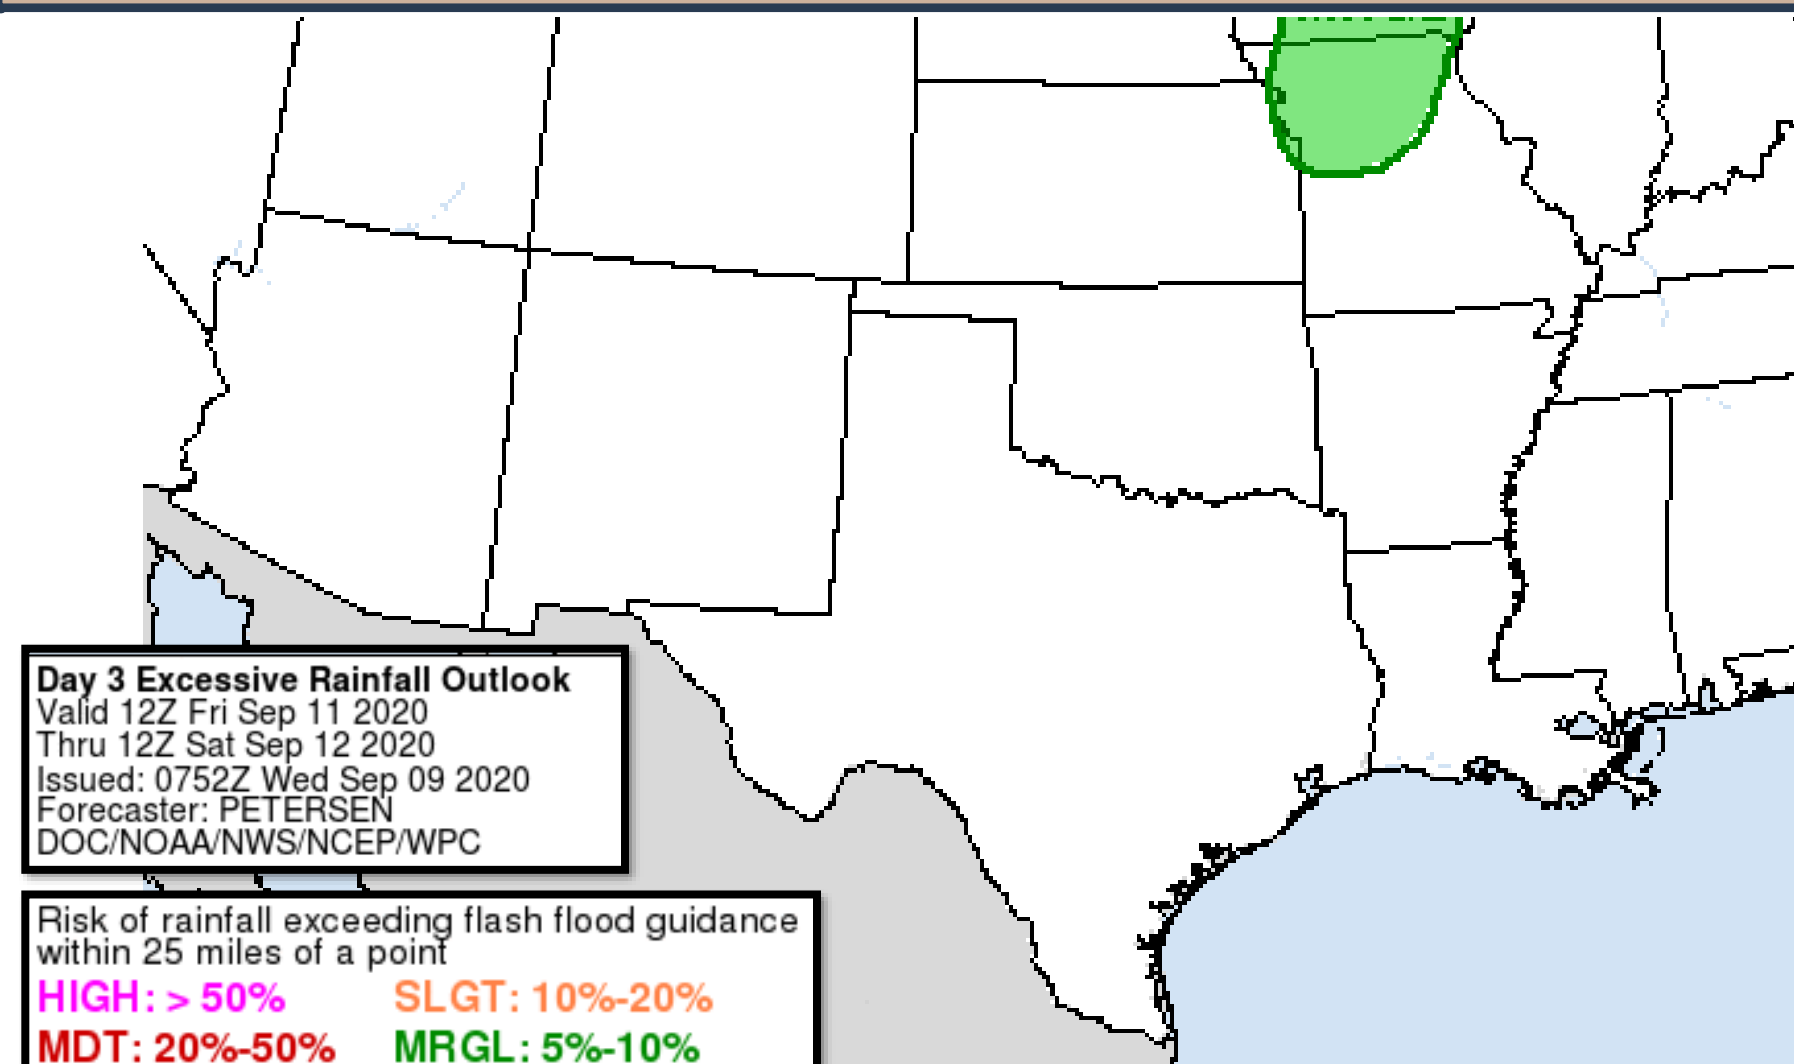 Day 3 Excessive Rainfall Outlook
Valid 12Z Fri Sep 11 2020
Thru 12Z Sat Sep 12 2020
Issued: 0752Z Wed Sep 09 2020
Forecaster: PETERSEN
DOC/NOAA/NWS/NCEP/WPC
Risk of rainfall exceeding flash flood guidance
within 25 miles of a point
HIGH: > 50% SLGT: 10%-20%
MDT: 20%-50% MRGL: 5%-10%